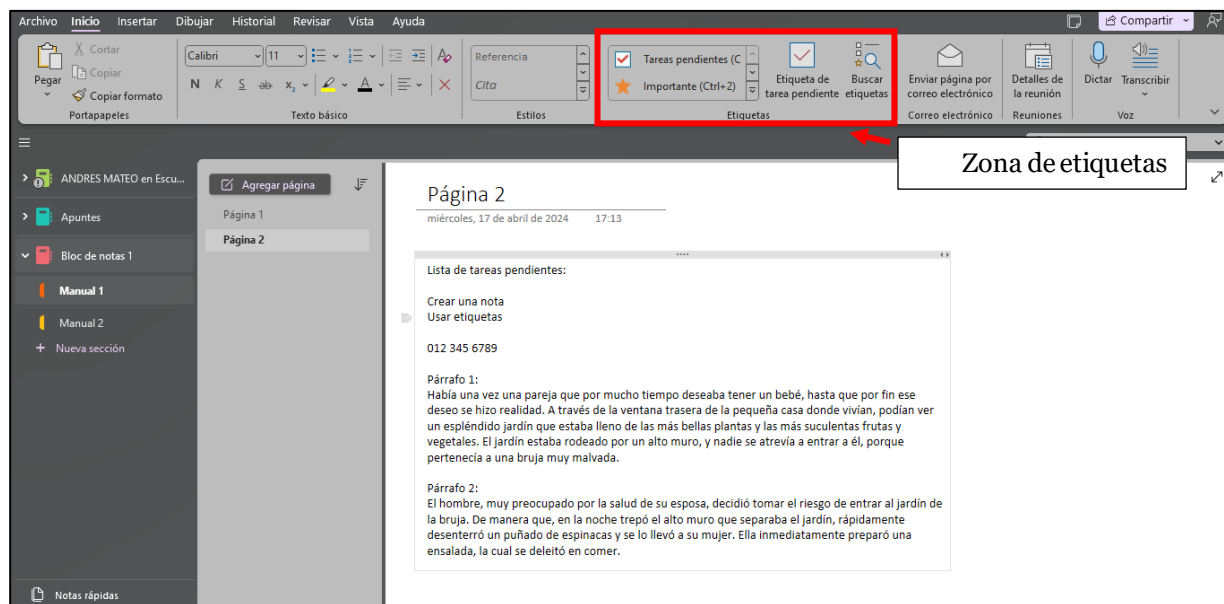 Archivo Inicio Insertar Dibujar Historial Revisar Vista Ayuda Compartir
Pegar
Cortar
Copiar
Copiar formato
Portapapeles
Calibri 11
N K S ab x₂ A
Texto básico
Referencia
Cita
Estilos
Tareas pendientes (C
Importante (Ctrl+2)
Etiqueta de
tarea pendiente
Buscar
etiquetas
Etiquetas
Enviar página por
correo electrónico
Correo electrónico
Detalles de
la reunión
Reuniones
Dictar Transcribir
Voz
Zona de etiquetas
ANDRES MATEO en Escu...
Apuntes
Bloc de notas 1
Manual 1
Manual 2
Nueva sección
Notas rápidas
Agregar página
Página 1
Página 2
Página 2
miércoles, 17 de abril de 2024 17:13
Lista de tareas pendientes:
Crear una nota
Usar etiquetas
012 345 6789
Párrafo 1:
Había una vez una pareja que por mucho tiempo deseaba tener un bebé, hasta que por fin ese
deseo se hizo realidad. A través de la ventana trasera de la pequeña casa donde vivían, podían ver
un espléndido jardín que estaba lleno de las más bellas plantas y las más suculentas frutas y
vegetales. El jardín estaba rodeado por un alto muro, y nadie se atrevía a entrar a él, porque
pertenecía a una bruja muy malvada.
Párrafo 2:
El hombre, muy preocupado por la salud de su esposa, decidió tomar el riesgo de entrar al jardín de
la bruja. De manera que, en la noche trepó el alto muro que separaba el jardín, rápidamente
desenterró un puñado de espinacas y se lo llevó a su mujer. Ella inmediatamente preparó una
ensalada, la cual se deleitó en comer.